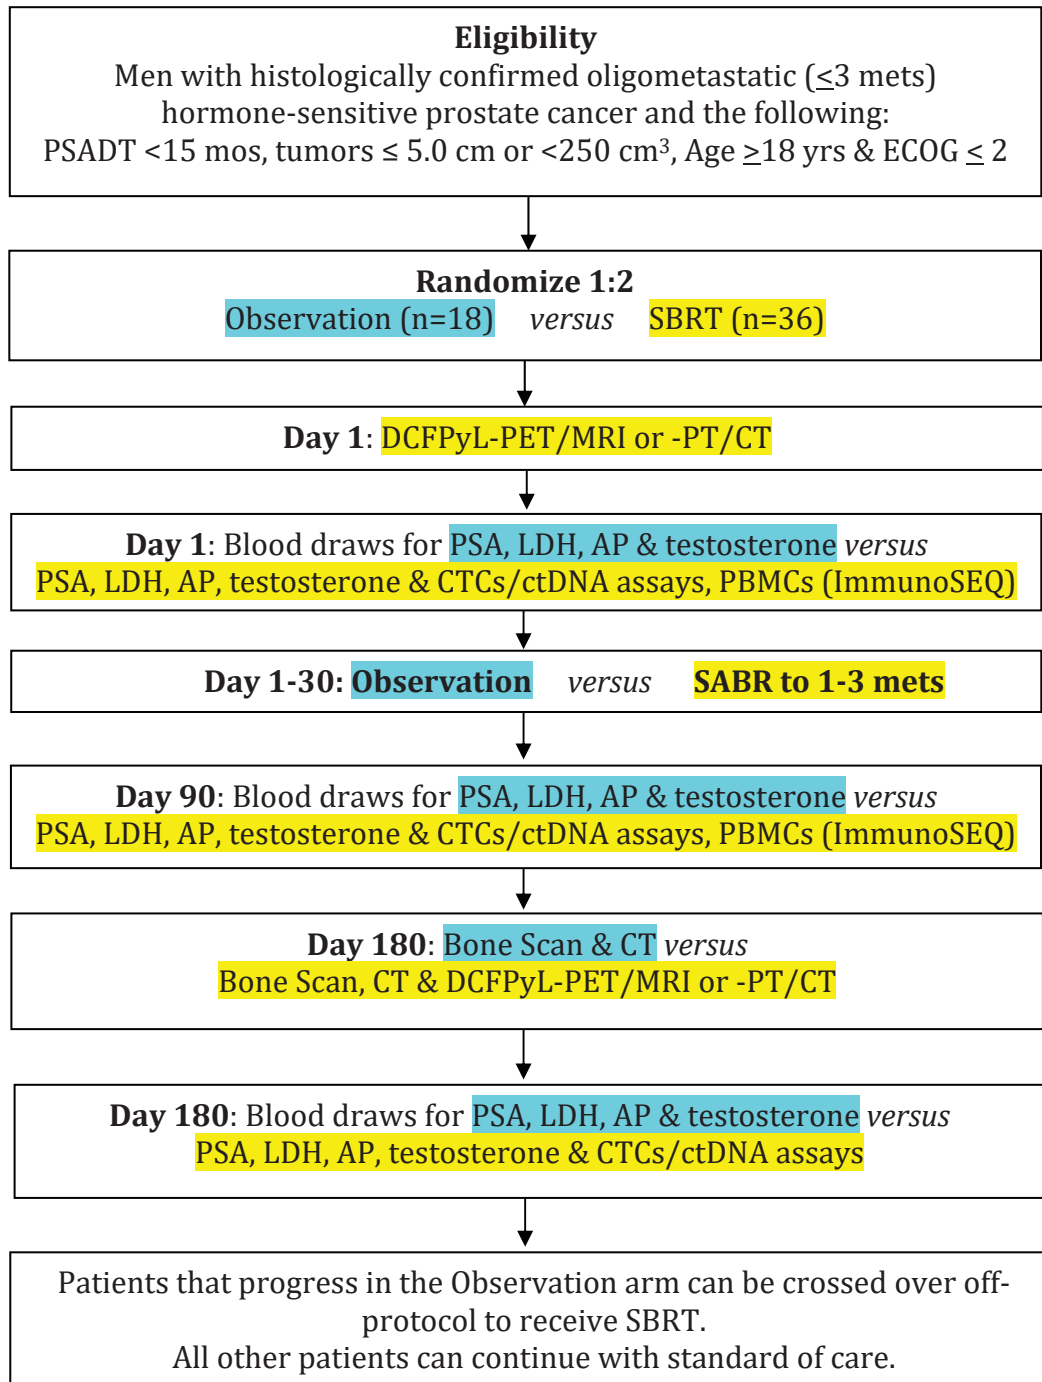 Eligibility
Men with histologically confirmed oligometastatic (≤3 mets)
hormone-sensitive prostate cancer and the following:
PSADT <15 mos, tumors ≤ 5.0 cm or <250 cm³, Age ≥18 yrs & ECOG ≤ 2
Randomize 1:2
Observation (n=18) versus SBRT (n=36)
Day 1: DCFPyL-PET/MRI or -PT/CT
Day 1: Blood draws for PSA, LDH, AP & testosterone versus
PSA, LDH, AP, testosterone & CTCs/ctDNA assays, PBMCs (ImmunoSEQ)
Day 1-30: Observation versus SABR to 1-3 mets
Day 90: Blood draws for PSA, LDH, AP & testosterone versus
PSA, LDH, AP, testosterone & CTCs/ctDNA assays, PBMCs (ImmunoSEQ)
Day 180: Bone Scan & CT versus
Bone Scan, CT & DCFPyL-PET/MRI or -PT/CT
Day 180: Blood draws for PSA, LDH, AP & testosterone versus
PSA, LDH, AP, testosterone & CTCs/ctDNA assays
Patients that progress in the Observation arm can be crossed over off-
protocol to receive SBRT.
All other patients can continue with standard of care.